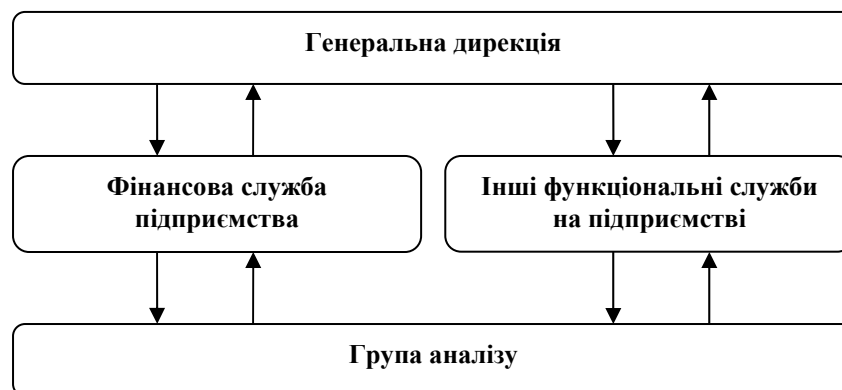 Генеральна дирекція
Фінансова служба
підприємства
Інші функціональні служби
на підприємстві
Група аналізу